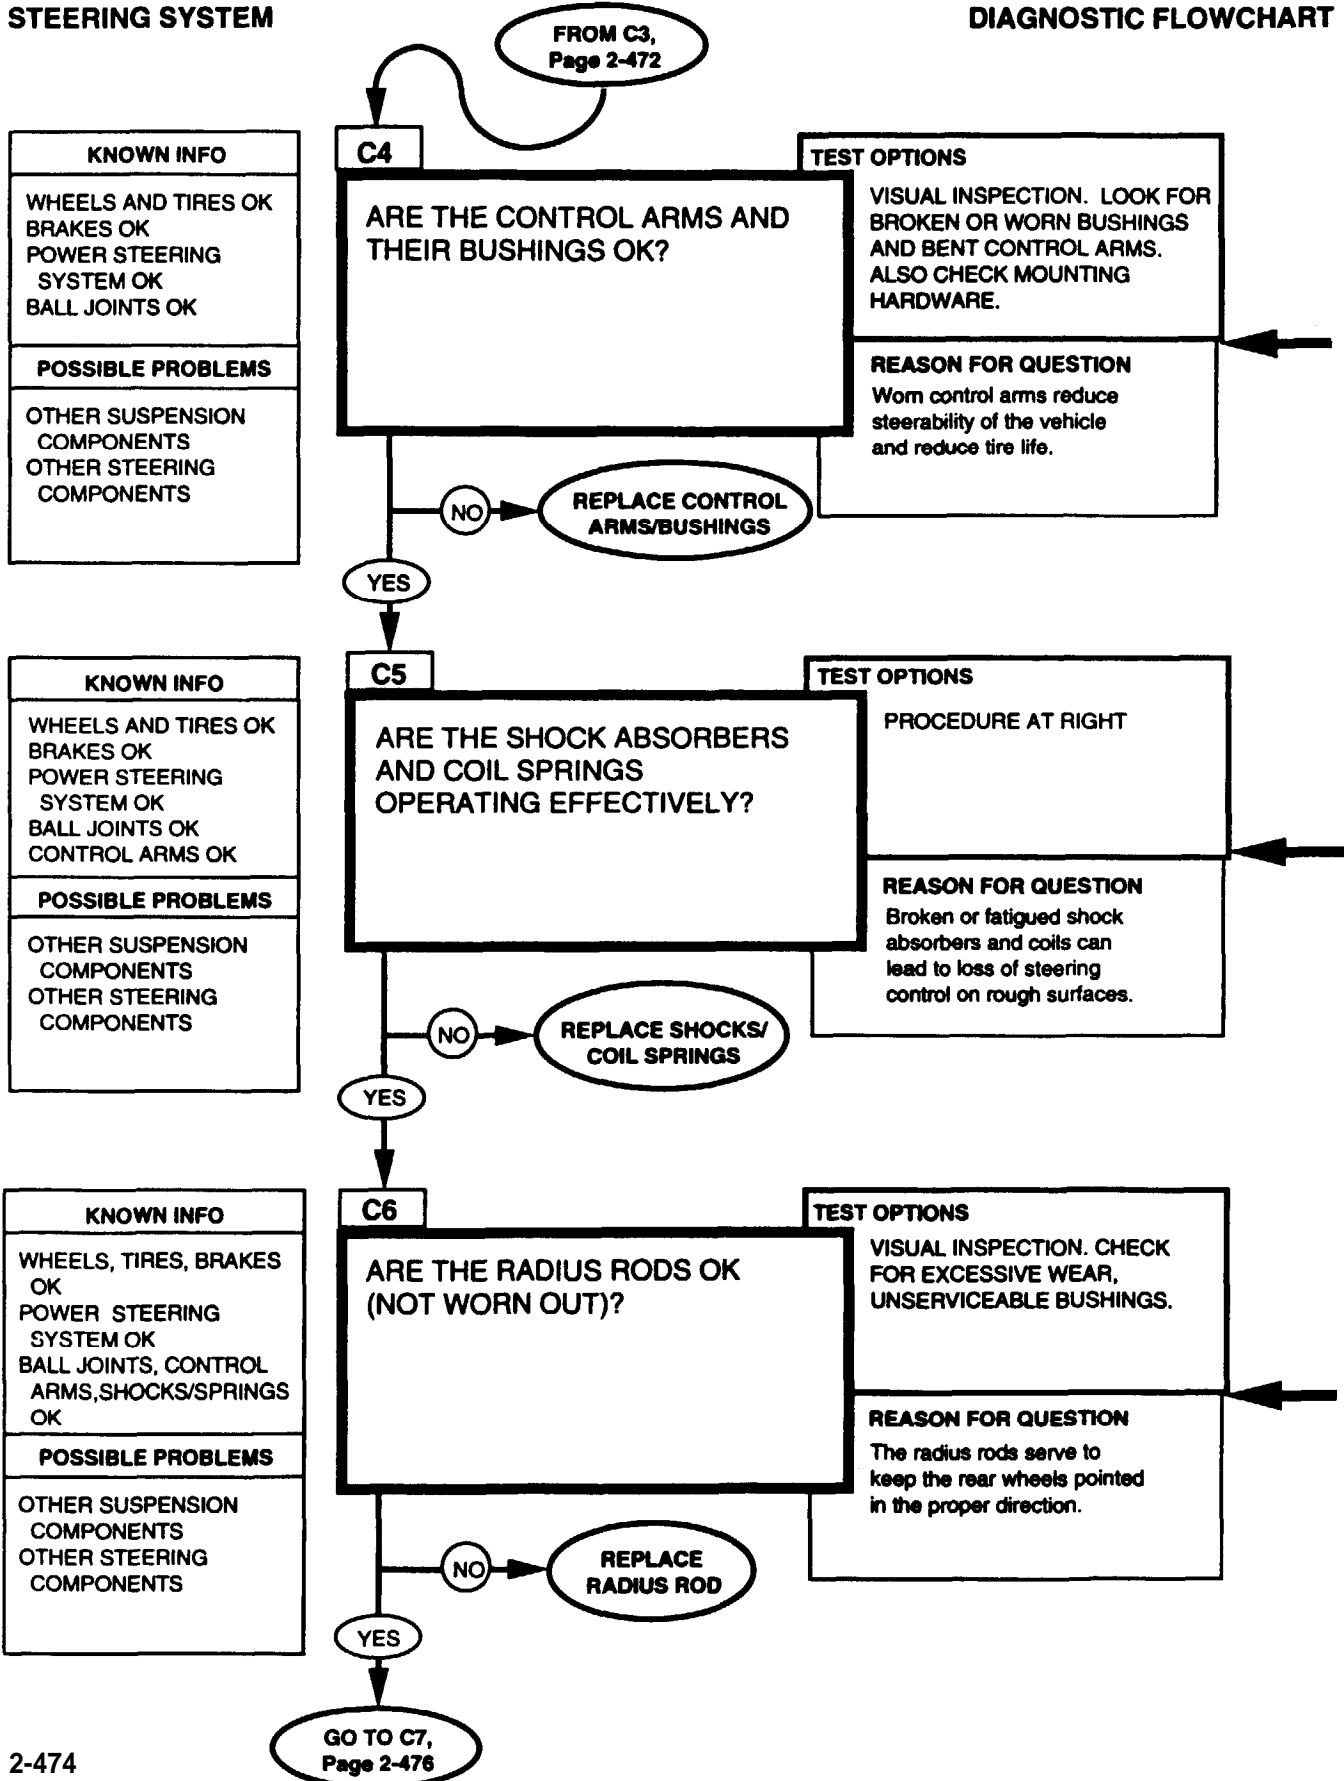 STEERING SYSTEM
DIAGNOSTIC FLOWCHART
FROM C3,
Page 2-472
KNOWN INFO
WHEELS AND TIRES OK
BRAKES OK
POWER STEERING
SYSTEM OK
BALL JOINTS OK
POSSIBLE PROBLEMS
OTHER SUSPENSION
COMPONENTS
OTHER STEERING
COMPONENTS
C4
ARE THE CONTROL ARMS AND
THEIR BUSHINGS OK?
TEST OPTIONS
VISUAL INSPECTION. LOOK FOR
BROKEN OR WORN BUSHINGS
AND BENT CONTROL ARMS.
ALSO CHECK MOUNTING
HARDWARE.
REASON FOR QUESTION
Worn control arms reduce
steerability of the vehicle
and reduce tire life.
NO
REPLACE CONTROL
ARMS/BUSHINGS
YES
KNOWN INFO
WHEELS AND TIRES OK
BRAKES OK
POWER STEERING
SYSTEM OK
BALL JOINTS OK
CONTROL ARMS OK
POSSIBLE PROBLEMS
OTHER SUSPENSION
COMPONENTS
OTHER STEERING
COMPONENTS
C5
ARE THE SHOCK ABSORBERS
AND COIL SPRINGS
OPERATING EFFECTIVELY?
TEST OPTIONS
PROCEDURE AT RIGHT
REASON FOR QUESTION
Broken or fatigued shock
absorbers and coils can
lead to loss of steering
control on rough surfaces.
NO
REPLACE SHOCKS/
COIL SPRINGS
YES
KNOWN INFO
WHEELS, TIRES, BRAKES
OK
POWER STEERING
SYSTEM OK
BALL JOINTS, CONTROL
ARMS,SHOCKS/SPRINGS
OK
POSSIBLE PROBLEMS
OTHER SUSPENSION
COMPONENTS
OTHER STEERING
COMPONENTS
C6
ARE THE RADIUS RODS OK
(NOT WORN OUT)?
TEST OPTIONS
VISUAL INSPECTION. CHECK
FOR EXCESSIVE WEAR,
UNSERVICEABLE BUSHINGS.
REASON FOR QUESTION
The radius rods serve to
keep the rear wheels pointed
in the proper direction.
NO
REPLACE
RADIUS ROD
YES
GO TO C7,
Page 2-476
2-474